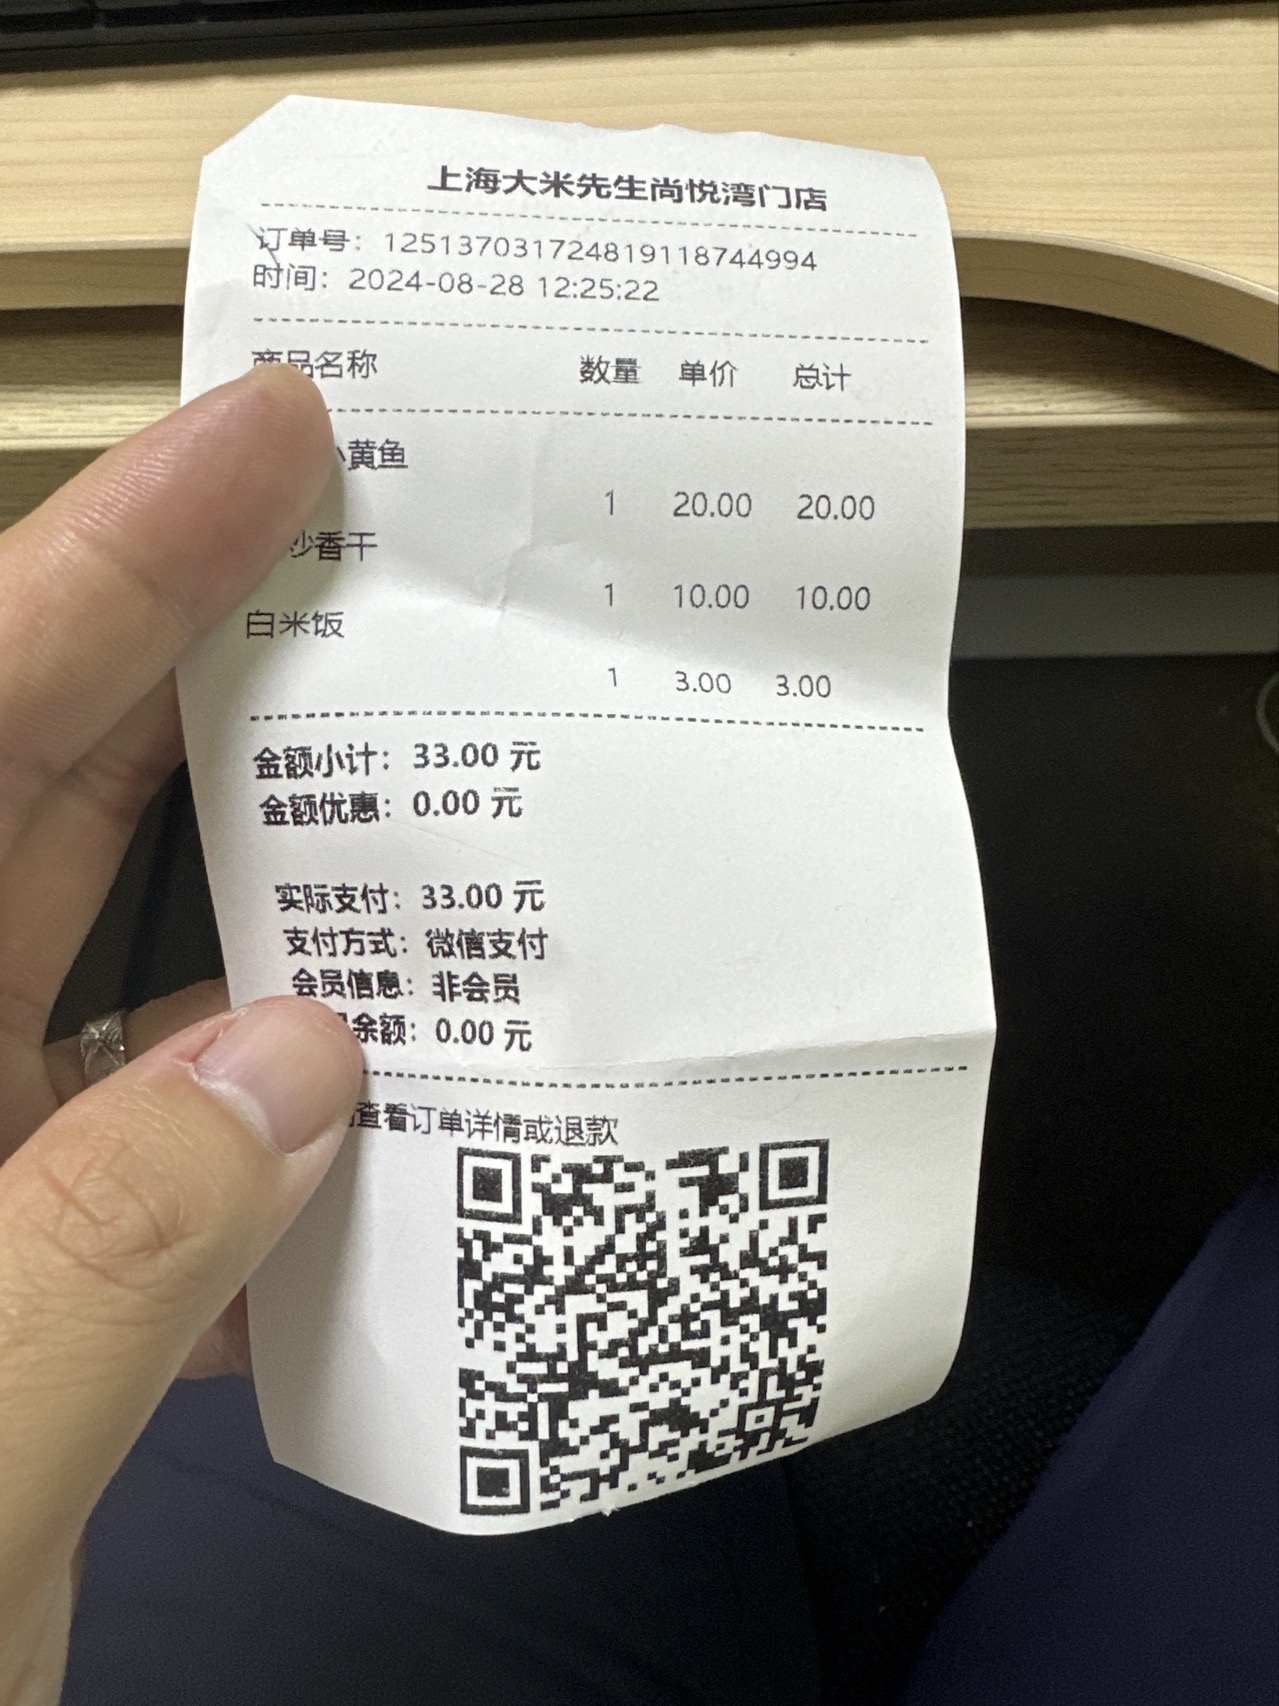 上海大米先生尚悦湾门店
订单号：1251370317248191187​44994
时间：2024-08-28 12:25:22
商品名称 数量 单价 总计
小黄鱼
1 20.00 20.00
炒香干
1 10.00 10.00
白米饭
1 3.00 3.00
金额小计：33.00 元
金额优惠：0.00 元
实际支付：33.00 元
支付方式：微信支付
会员信息：非会员
余额：0.00 元
查看订单详情或退款